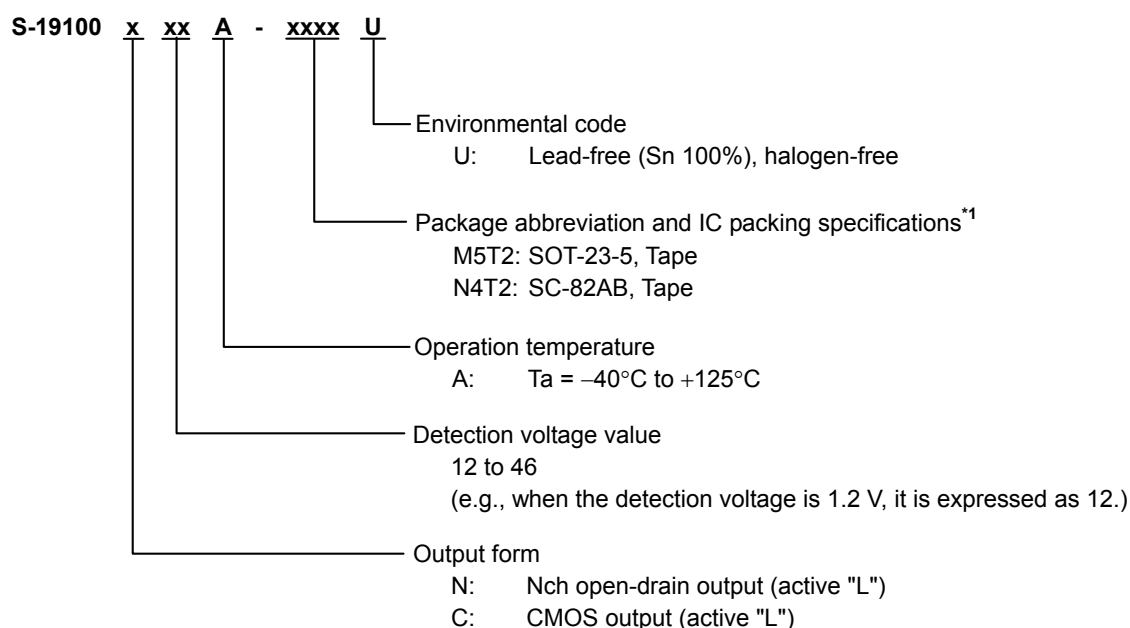 S-19100 x xx A - xxxx U
Environmental code
U: Lead-free (Sn 100%), halogen-free
Package abbreviation and IC packing specifications*1
M5T2: SOT-23-5, Tape
N4T2: SC-82AB, Tape
Operation temperature
A: Ta = −40°C to +125°C
Detection voltage value
12 to 46
(e.g., when the detection voltage is 1.2 V, it is expressed as 12.)
Output form
N: Nch open-drain output (active "L")
C: CMOS output (active "L")